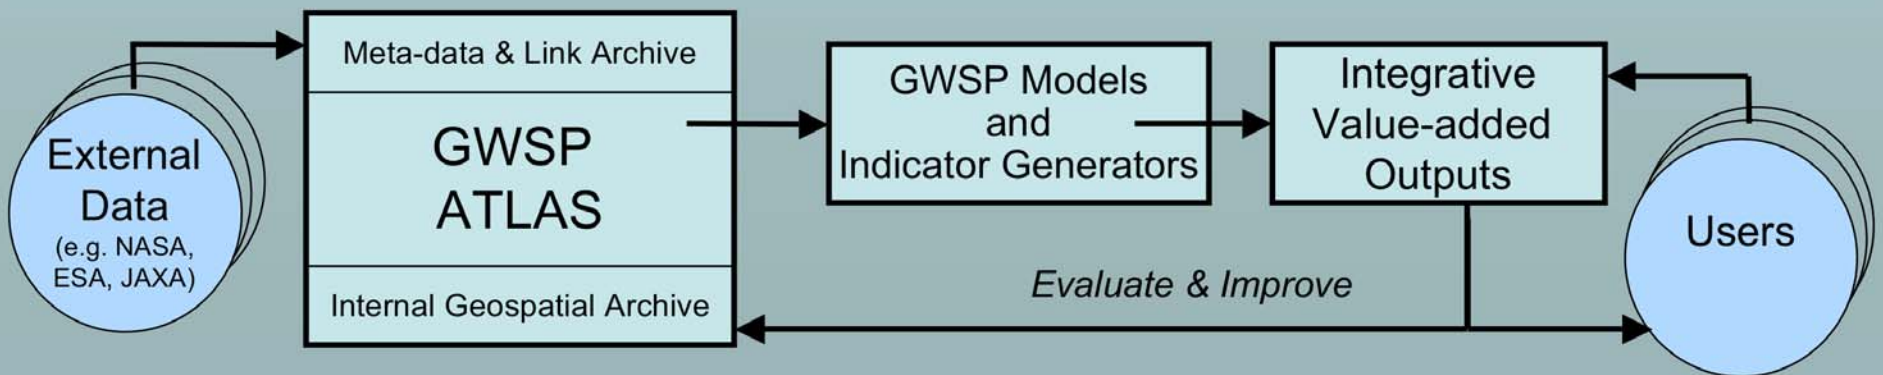 External
Data
(e.g. NASA,
ESA, JAXA)
Meta-data & Link Archive
GWSP
ATLAS
Internal Geospatial Archive
GWSP Models
and
Indicator Generators
Integrative
Value-added
Outputs
Evaluate & Improve
Users